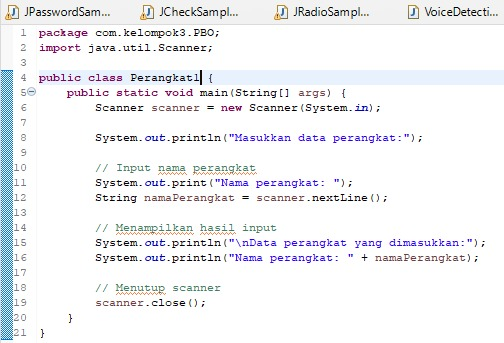 JPasswordSam... JCheckSampl... JRadioSampl... VoiceDetecti...
1 package com.kelompok3.PBO;
2 import java.util.Scanner;
3
4 public class Perangkat1 {
5 public static void main(String[] args) {
6 Scanner scanner = new Scanner(System.in);
7
8 System.out.println("Masukkan data perangkat:");
9
10 // Input nama perangkat
11 System.out.print("Nama perangkat: ");
12 String namaPerangkat = scanner.nextLine();
13
14 // Menampilkan hasil input
15 System.out.println("\nData perangkat yang dimasukkan:");
16 System.out.println("Nama perangkat: " + namaPerangkat);
17
18 // Menutup scanner
19 scanner.close();
20 }
21 }